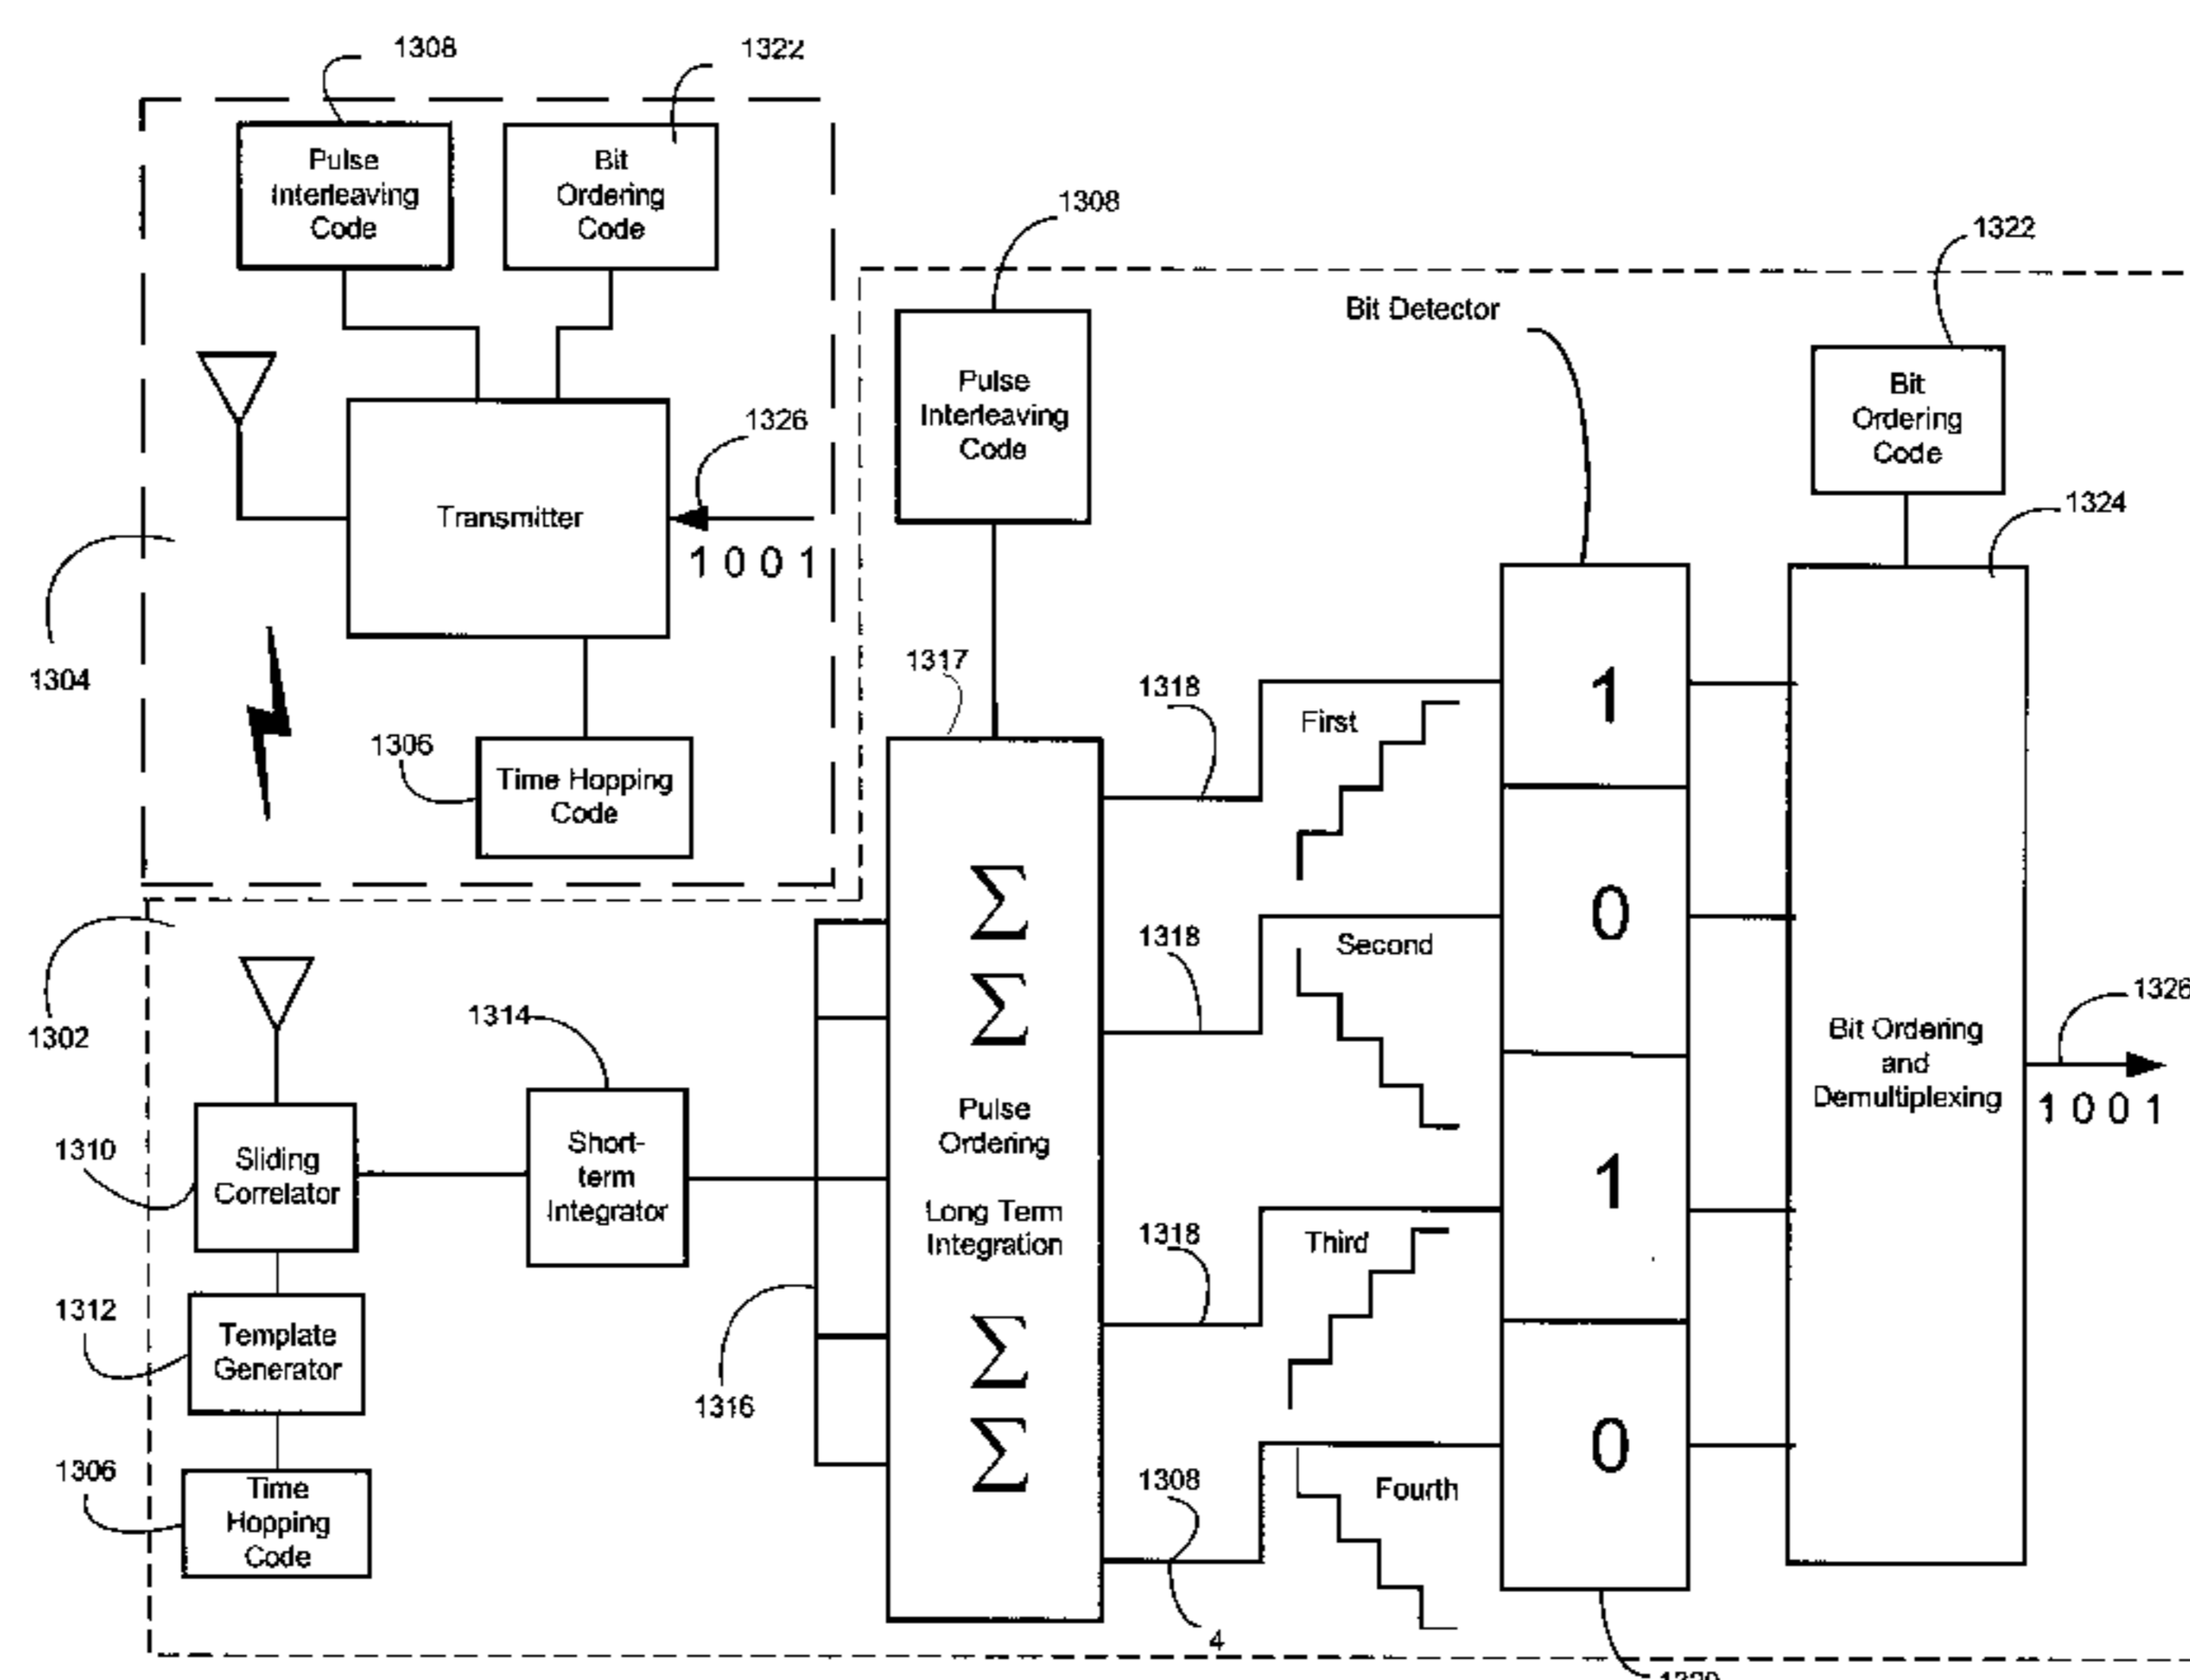 1308
1322
Pulse
Interleaving
Code
Bit
Ordering
Code
1308
1322
Bit Detector
Pulse
Interleaving
Code
Bit
Ordering
Code
1326
Transmitter
1 0 0 1
1324
1304
1317
1318
First
1
1306
Time Hopping
Code
Σ
0
1318
Second
Σ
1302
1314
1326
Bit Ordering
and
Demultiplexing
1 0 0 1
Pulse
Ordering
Long Term
Integration
1310
Sliding
Correlator
Short-
term
Integrator
1
1318
Third
1312
Template
Generator
Σ
1316
Σ
0
1306
Time
Hopping
Code
1308
Fourth
4